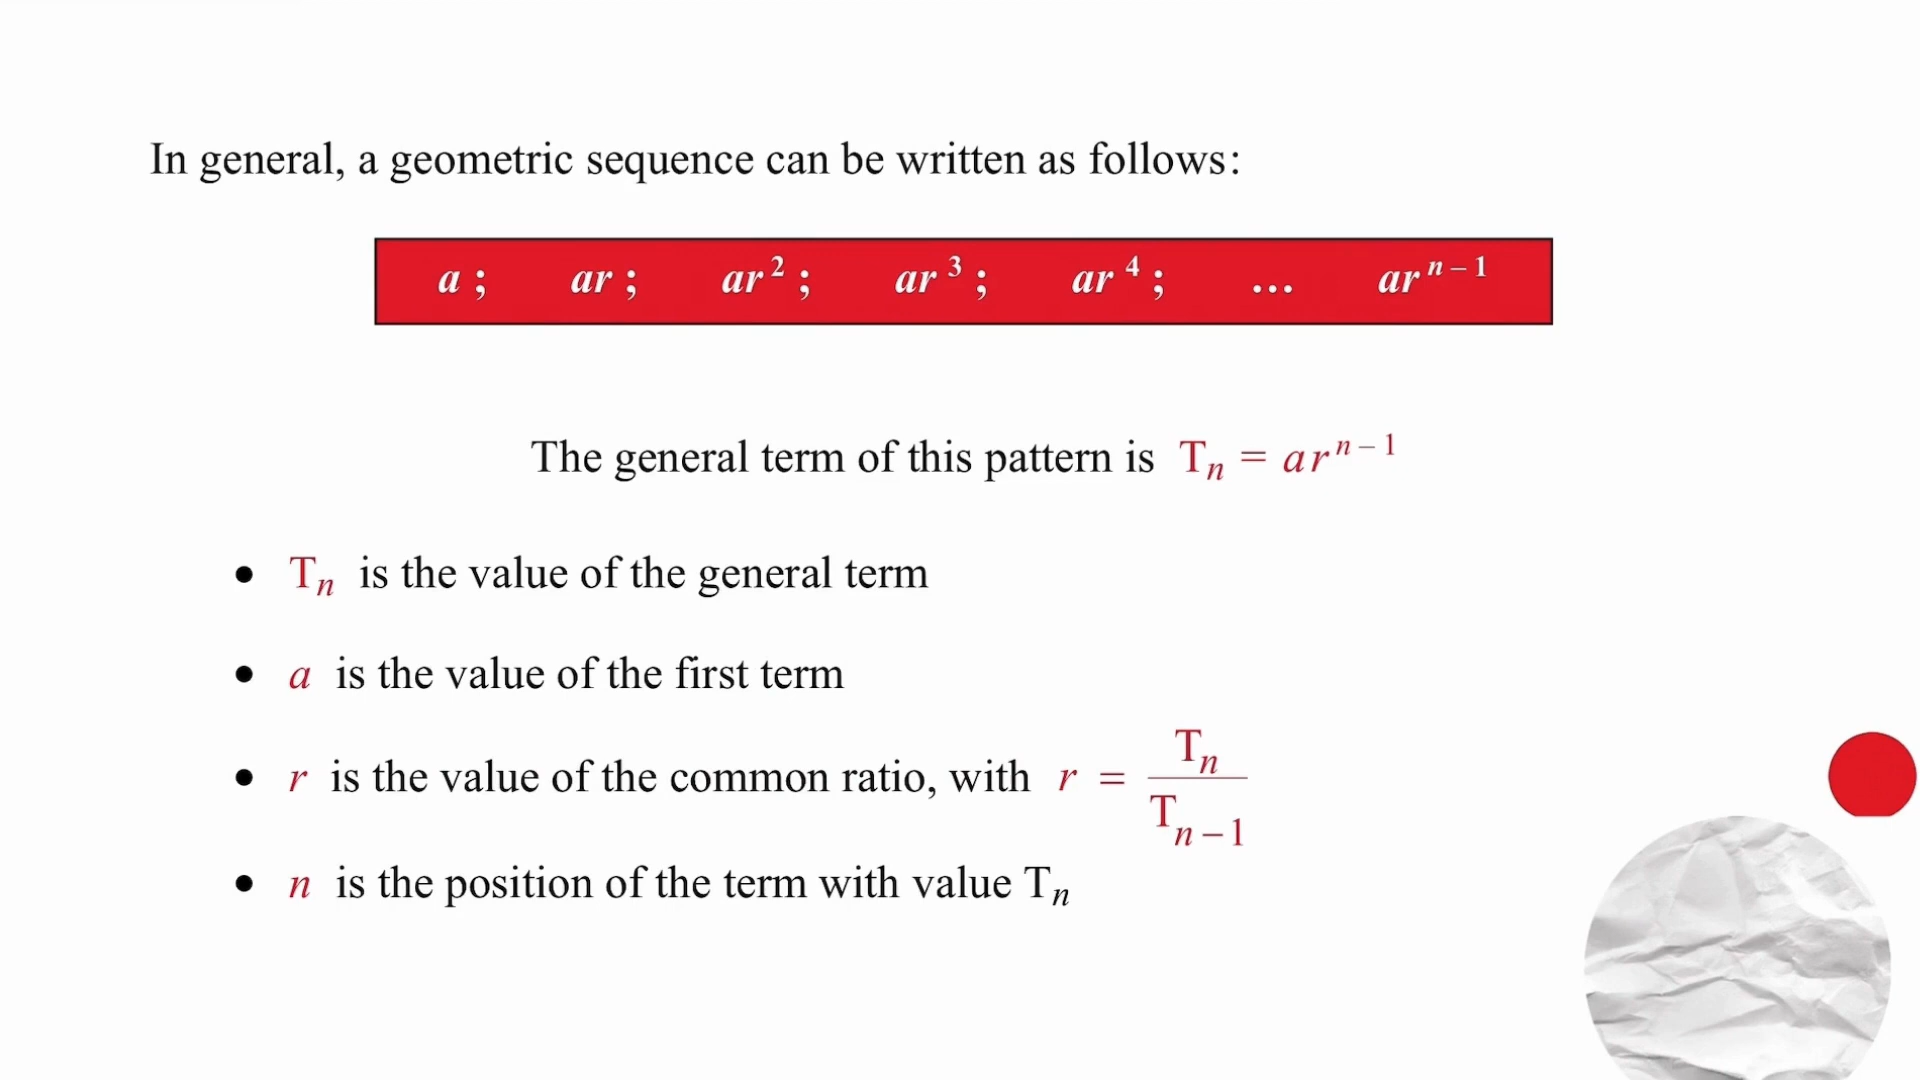 In general, a geometric sequence can be written as follows:
a ; ar ; ar² ; ar³ ; ar⁴ ; … arⁿ⁻¹
The general term of this pattern is Tₙ = arⁿ⁻¹
• Tₙ is the value of the general term
• a is the value of the first term
• r is the value of the common ratio, with r = Tₙ / Tₙ₋₁
• n is the position of the term with value Tₙ